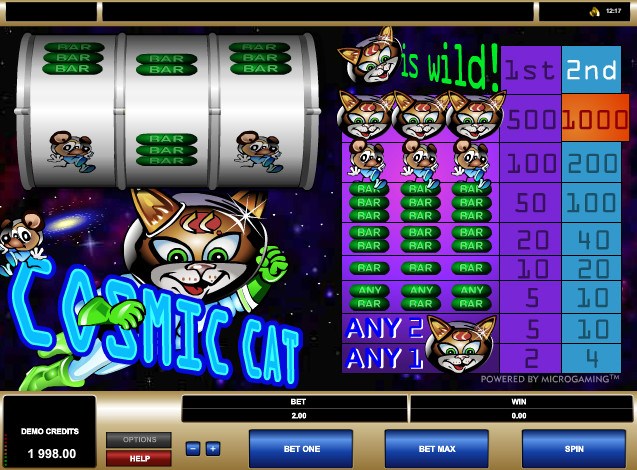 12:17
BAR BAR BAR
BAR BAR BAR
BAR BAR
BAR
BAR
BAR
is wild! 1st 2nd
500 1000
100 200
BAR BAR BAR
BAR BAR BAR
BAR BAR BAR 50 100
BAR BAR BAR
BAR BAR BAR 20 40
BAR BAR BAR 10 20
ANY ANY ANY
BAR BAR BAR 5 10
ANY 2 5 10
ANY 1 2 4
COSMIC CAT
POWERED BY MICROGAMING™
BET WIN
2.00 0.00
DEMO CREDITS
1 998.00
OPTIONS
HELP
− +
BET ONE BET MAX SPIN